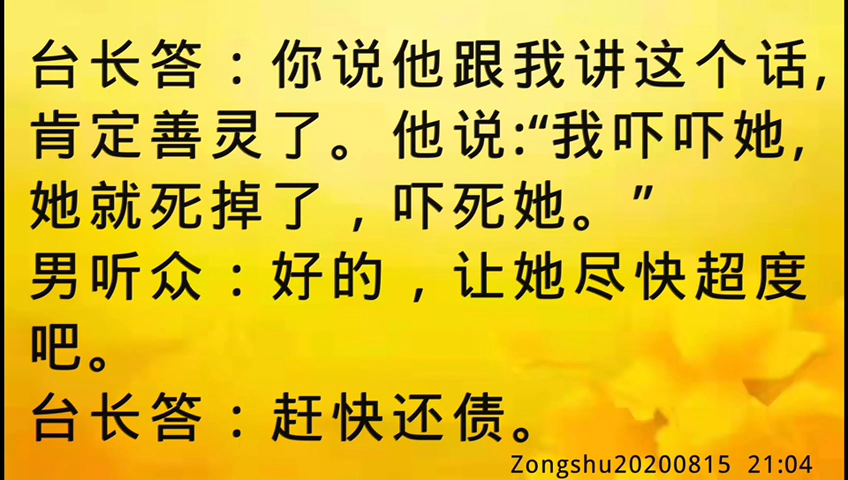 台长答：你说他跟我讲这个话,
肯定善灵了。他说:“我吓吓她,
她就死掉了，吓死她。”
男听众：好的，让她尽快超度
吧。
台长答：赶快还债。
Zongshu20200815 21:04